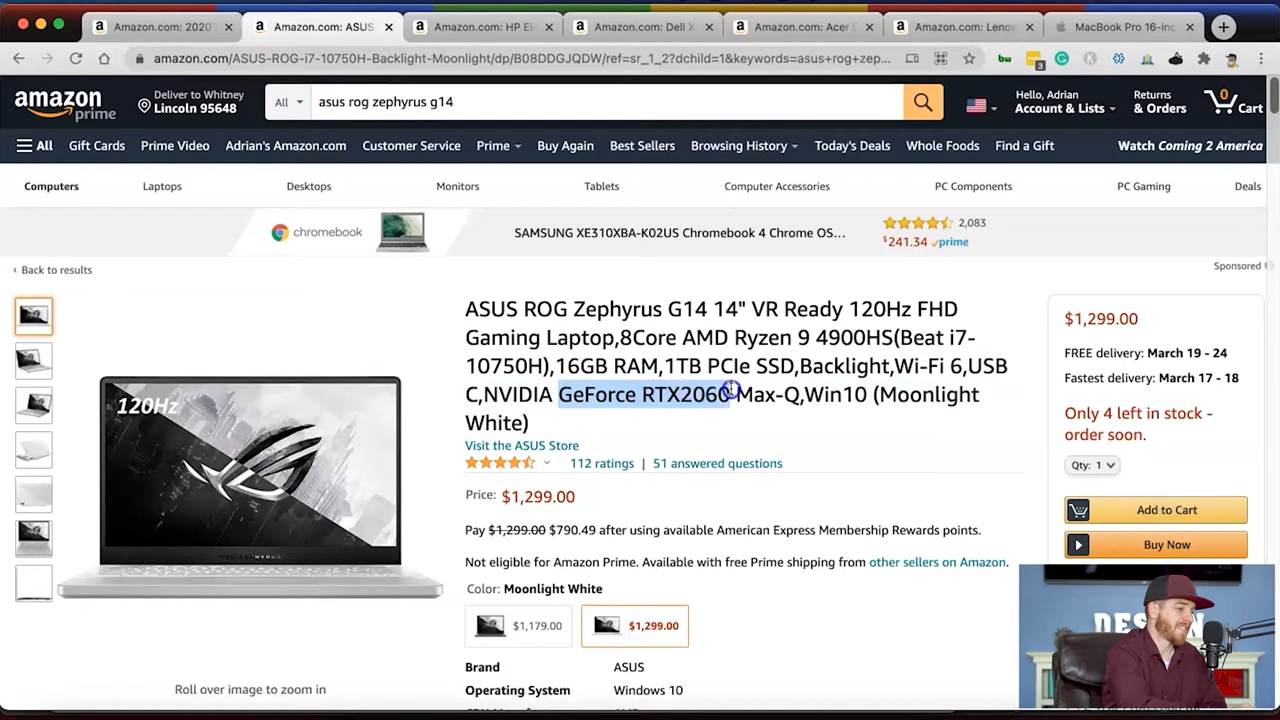 Amazon.com: 2020
Amazon.com: ASUS
Amazon.com: HP Eli
Amazon.com: Dell X
Amazon.com: Acer
Amazon.com: Lenov
MacBook Pro 16-inc
amazon.com/ASUS-ROG-i7-10750H-Backlight-Moonlight/dp/B08DDGJQDW/ref=sr_1_2?dchild=1&keywords=asus+rog+zep...
3
amazon
prime
Deliver to Whitney
Lincoln 95648
All
asus rog zephyrus g14
Hello, Adrian
Account & Lists
Returns
& Orders
0
Cart
All
Gift Cards
Prime Video
Adrian's Amazon.com
Customer Service
Prime
Buy Again
Best Sellers
Browsing History
Today's Deals
Whole Foods
Find a Gift
Watch Coming 2 America
Computers
Laptops
Desktops
Monitors
Tablets
Computer Accessories
PC Components
PC Gaming
Deals
chromebook
SAMSUNG XE310XBA-K02US Chromebook 4 Chrome OS...
2,083
$241.34 prime
‹ Back to results
Sponsored
ASUS ROG Zephyrus G14 14" VR Ready 120Hz FHD
Gaming Laptop,8Core AMD Ryzen 9 4900HS(Beat i7-
10750H),16GB RAM,1TB PCIe SSD,Backlight,Wi-Fi 6,USB
C,NVIDIA GeForce RTX2060 Max-Q,Win10 (Moonlight
White)
Visit the ASUS Store
112 ratings | 51 answered questions
Price: $1,299.00
Pay $1,299.00 $790.49 after using available American Express Membership Rewards points.
Not eligible for Amazon Prime. Available with free Prime shipping from other sellers on Amazon.
Color: Moonlight White
$1,179.00
$1,299.00
Brand ASUS
Operating System Windows 10
120Hz
Roll over image to zoom in
$1,299.00
FREE delivery: March 19 - 24
Fastest delivery: March 17 - 18
Only 4 left in stock -
order soon.
Qty: 1
Add to Cart
Buy Now